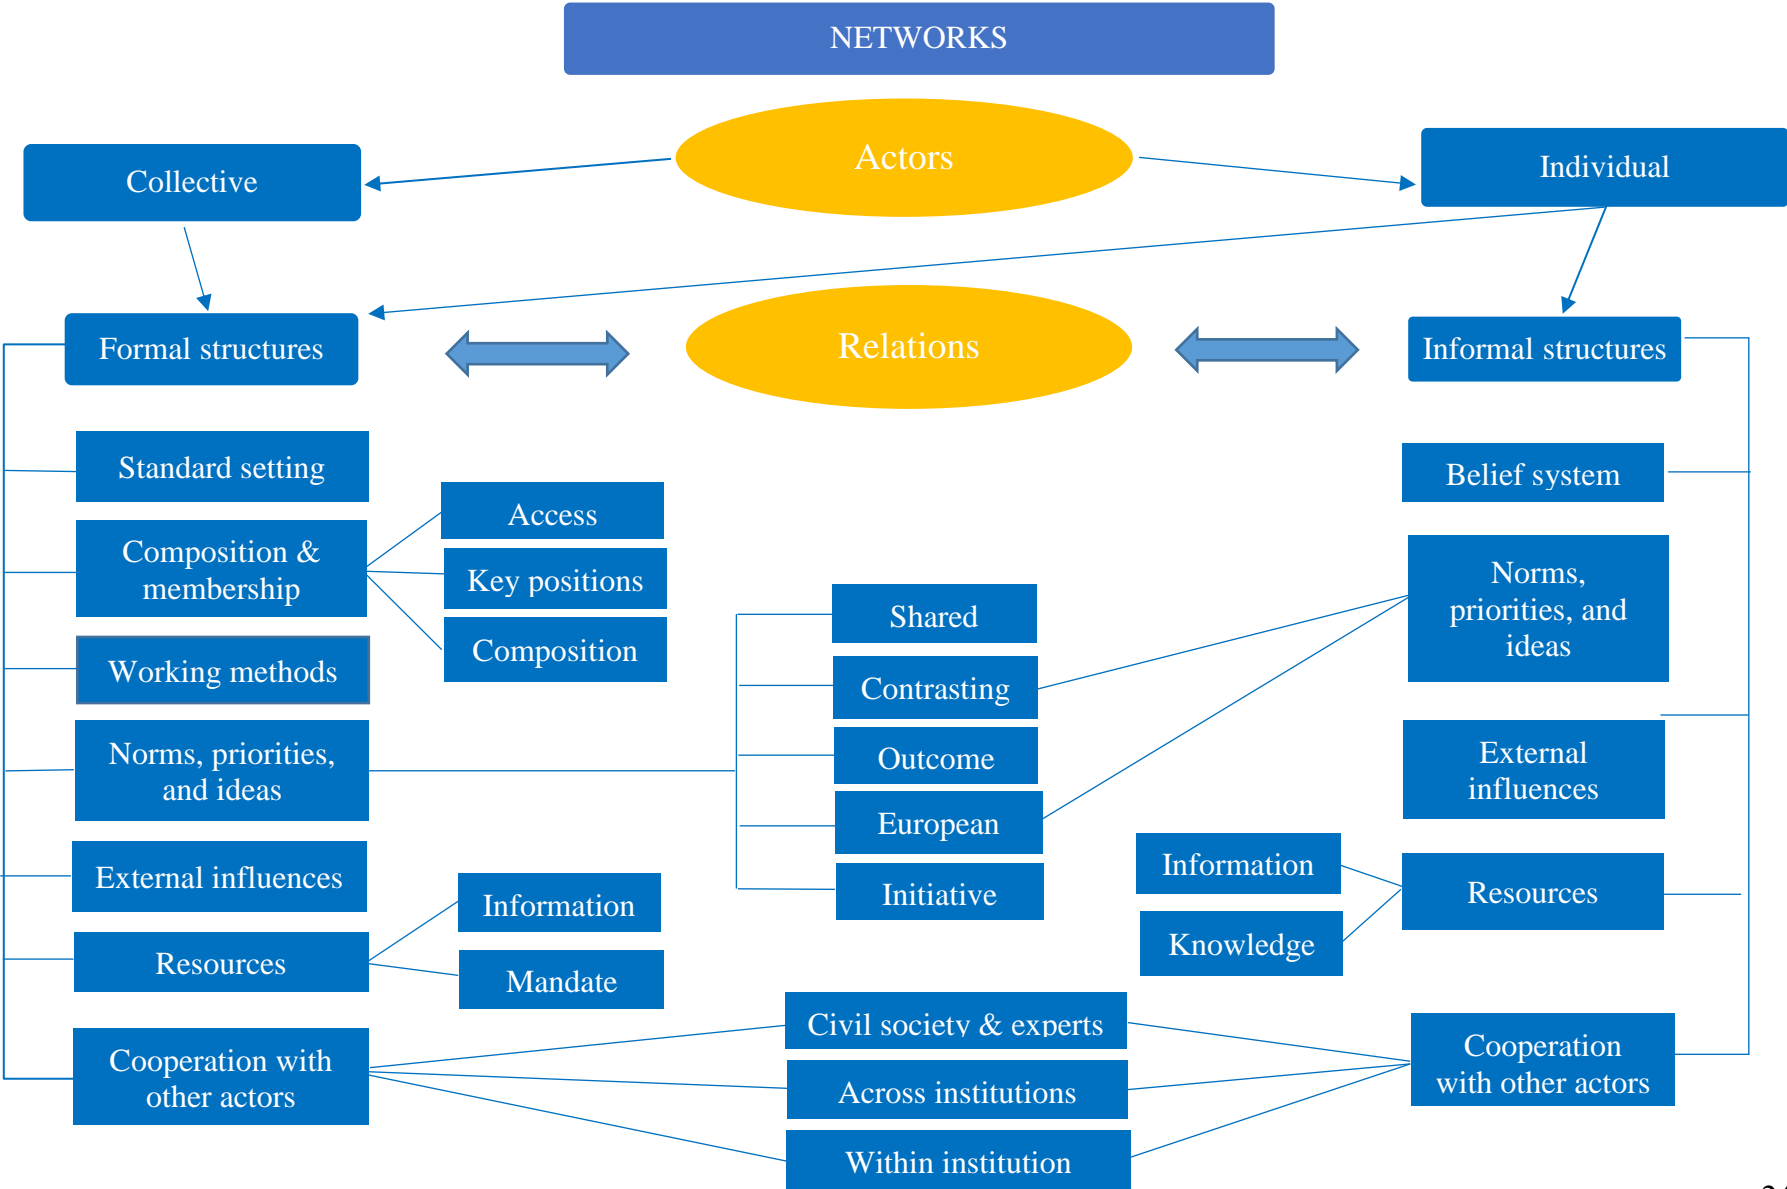 NETWORKS
Actors
Collective
Individual
Formal structures
Relations
Informal structures
Standard setting
Belief system
Access
Composition &
membership
Key positions
Composition
Norms,
priorities, and
ideas
Shared
Working methods
Contrasting
Norms, priorities,
and ideas
Outcome
External
influences
European
External influences
Initiative
Information
Resources
Information
Knowledge
Resources
Mandate
Civil society & experts
Cooperation with
other actors
Across institutions
Cooperation
with other actors
Within institution